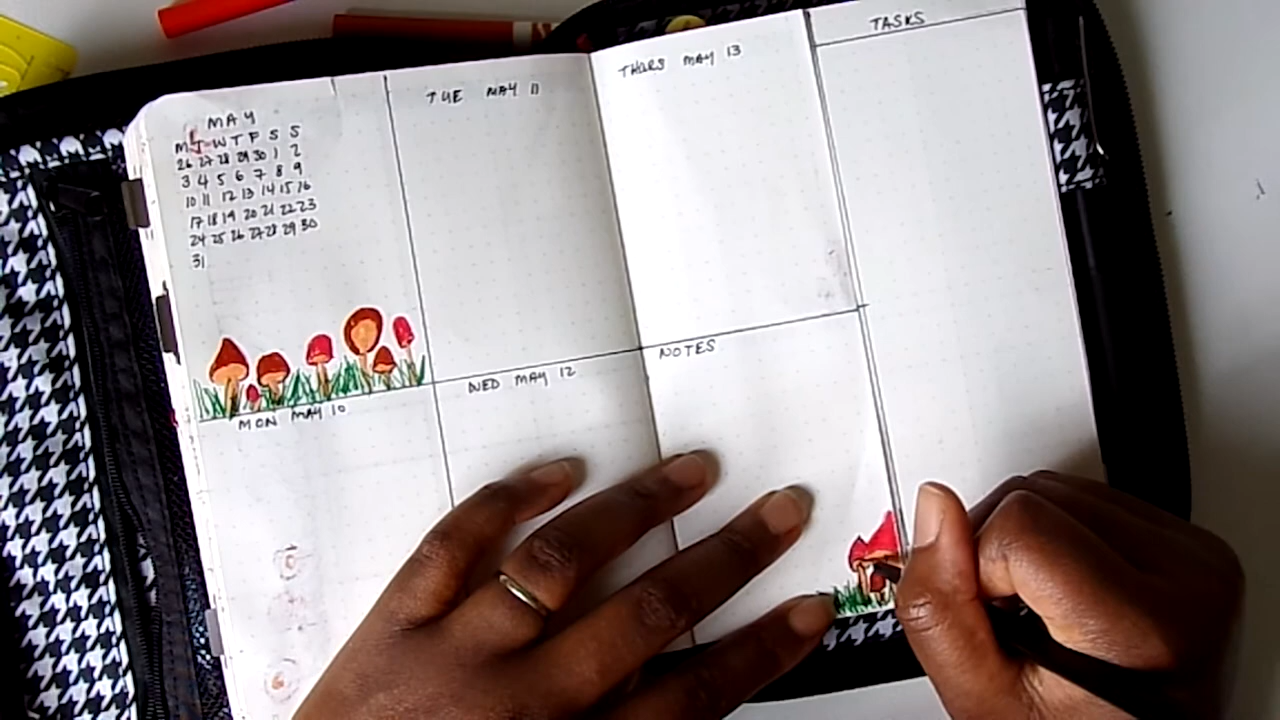 MAY
M T W T F S S
26 27 28 29 30 1 2
3 4 5 6 7 8 9
10 11 12 13 14 15 16
17 18 19 20 21 22 23
24 25 26 27 28 29 30
31
MON MAY 10
TUE MAY 11
WED MAY 12
THURS MAY 13
NOTES
TASKS